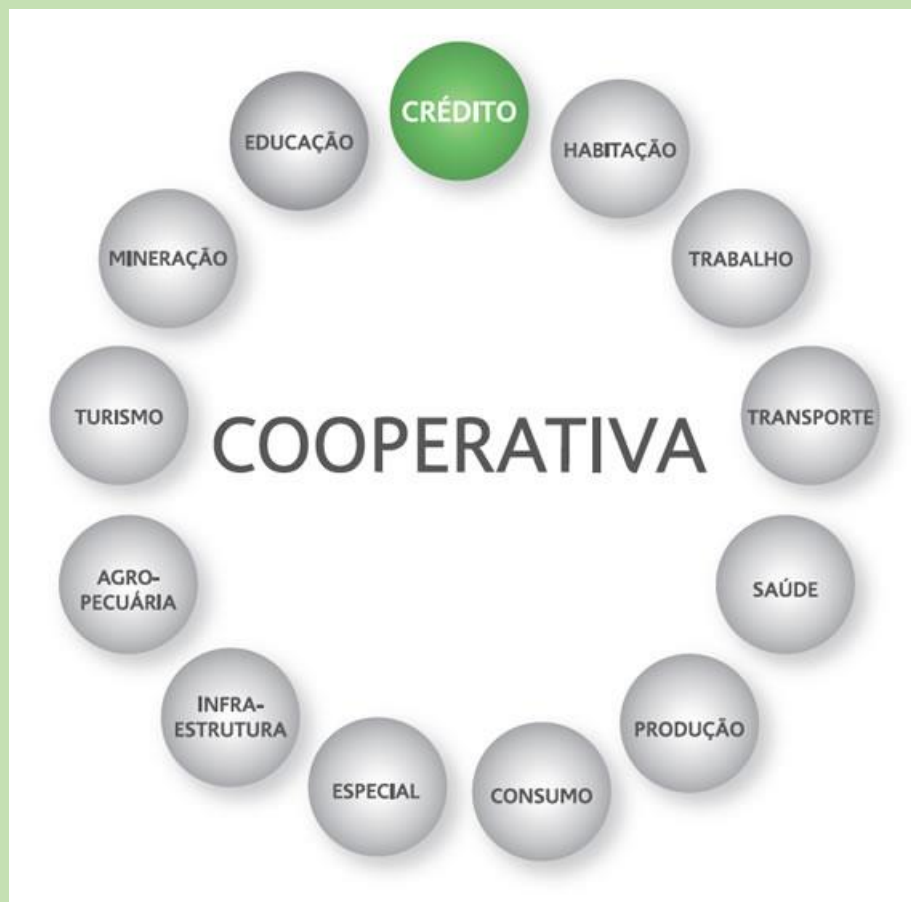 CRÉDITO
HABITAÇÃO
TRABALHO
TRANSPORTE
SAÚDE
PRODUÇÃO
CONSUMO
ESPECIAL
INFRA-
ESTRUTURA
AGRO-
PECUÁRIA
TURISMO
MINERAÇÃO
EDUCAÇÃO
COOPERATIVA